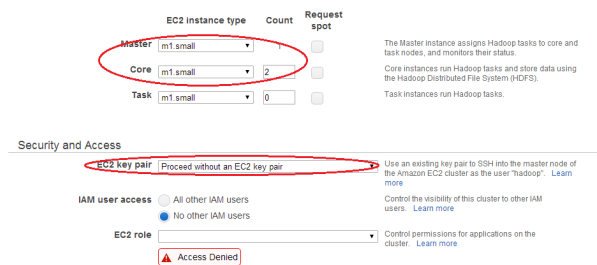 EC2 instance type Count Request spot
Master m1.small 1 The Master instance assigns Hadoop tasks to core and task nodes, and monitors their status.
Core m1.small 2 Core instances run Hadoop tasks and store data using the Hadoop Distributed File System (HDFS).
Task m1.small 0 Task instances run Hadoop tasks.
Security and Access
EC2 key pair Proceed without an EC2 key pair Use an existing key pair to SSH into the master node of the Amazon EC2 cluster as the user "hadoop". Learn more
IAM user access All other IAM users Control the visibility of this cluster to other IAM users. Learn more
No other IAM users
EC2 role Control permissions for applications on the cluster. Learn more
Access Denied